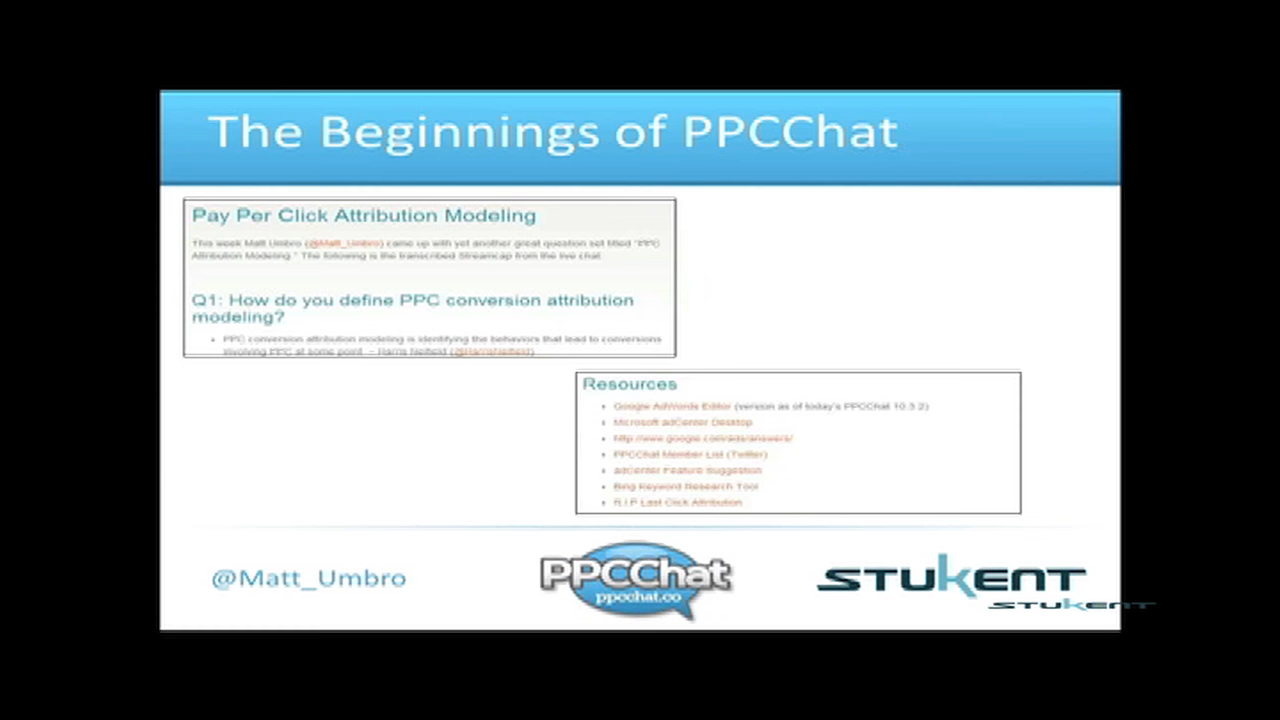 The Beginnings of PPCChat
Pay Per Click Attribution Modeling
This week Matt Umbro (@Matt_Umbro) came up with yet another great question set titled "PPC
Attribution Modeling." The following is the transcribed Streamcap from the live chat
Q1: How do you define PPC conversion attribution
modeling?
• PPC conversion attribution modeling is identifying the behaviors that lead to conversions
involving PPC at some point. – Harris
Resources
• Google AdWords Editor (version as of today's PPCChat 10.3.2)
• Microsoft adCenter Desktop
• http://www.google.com/ads/answers/
• PPCChat Member List (Twitter)
• adCenter Feature Suggestion
• Bing Keyword Research Tool
• R.I.P Last Click Attribution
@Matt_Umbro
PPCChat
ppcchat.co
STUKENT
STUKENT